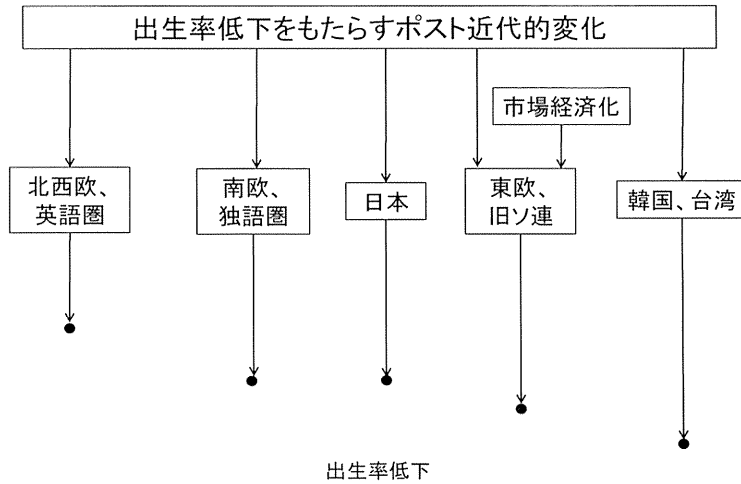 出生率低下をもたらすポスト近代的変化
市場経済化
北西欧、
英語圏
南欧、
独語圏
日本
東欧、
旧ソ連
韓国、台湾
出生率低下